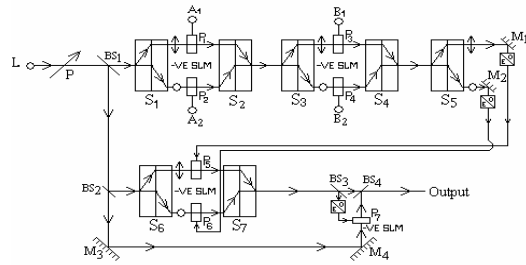 A1 B1
P1 P3 M1
L P BS1 -VE SLM -VE SLM M2
S1 P2 S2 S3 P4 S4 S5
A2 B2
P5
BS2 -VE SLM BS3 BS4 Output
S6 P6 S7 P7
-VE SLM
M3 M4